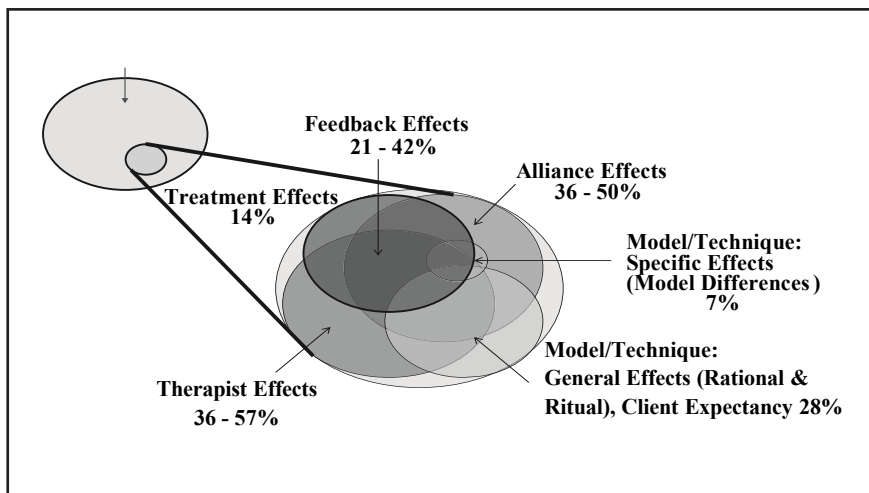 Feedback Effects
21 - 42%
Alliance Effects
36 - 50%
Treatment Effects
14%
Model/Technique:
Specific Effects
(Model Differences)
7%
Model/Technique:
General Effects (Rational &
Ritual), Client Expectancy 28%
Therapist Effects
36 - 57%